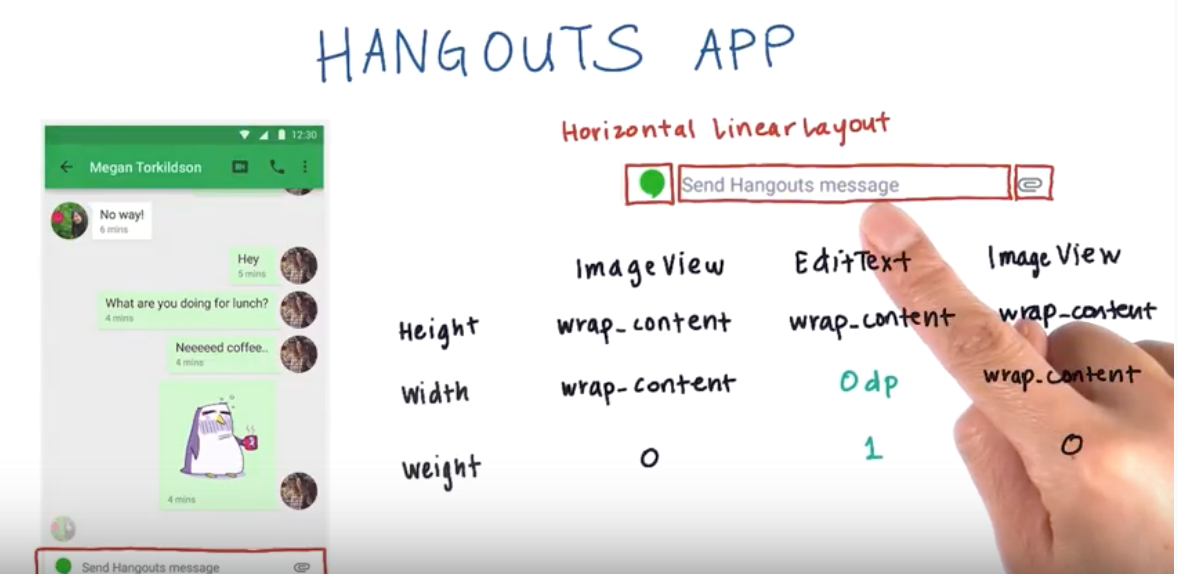 HANGOUTS APP
12:30
Megan Torkildson
No way!
6 mins
Hey
5 mins
What are you doing for lunch?
4 mins
Neeeeed coffee..
4 mins
4 mins
Send Hangouts message
Horizontal LinearLayout
Send Hangouts message
ImageView EditText ImageView
Height wrap_content wrap_content wrap_content
Width wrap_content 0dp wrap_content
weight 0 1 0